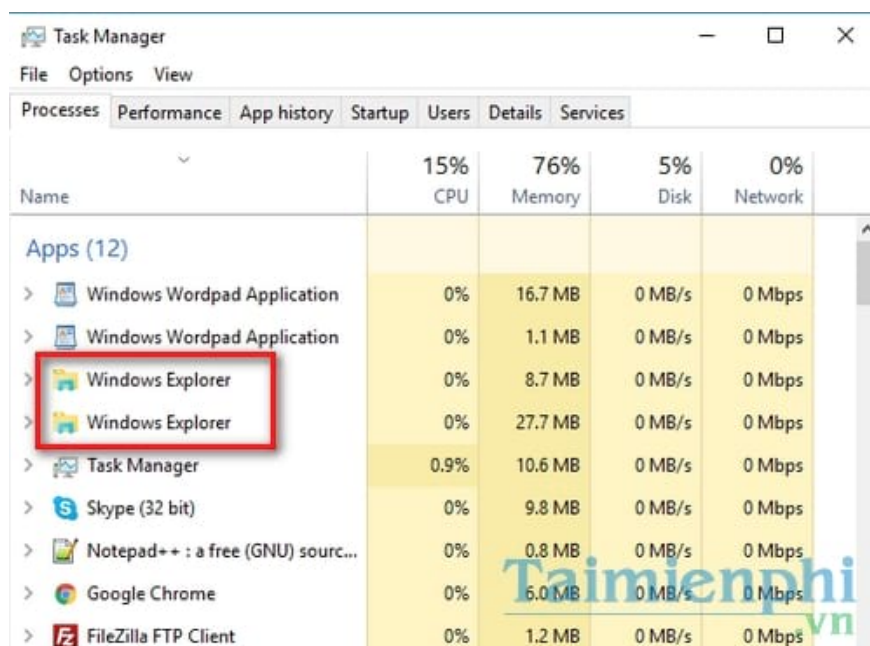 Task Manager
File Options View
Processes Performance App history Startup Users Details Services
15% 76% 5% 0%
Name CPU Memory Disk Network
Apps (12)
Windows Wordpad Application 0% 16.7 MB 0 MB/s 0 Mbps
Windows Wordpad Application 0% 1.1 MB 0 MB/s 0 Mbps
Windows Explorer 0% 8.7 MB 0 MB/s 0 Mbps
Windows Explorer 0% 27.7 MB 0 MB/s 0 Mbps
Task Manager 0.9% 10.6 MB 0 MB/s 0 Mbps
Skype (32 bit) 0% 9.8 MB 0 MB/s 0 Mbps
Notepad++ : a free (GNU) sourc... 0% 0.8 MB 0 MB/s 0 Mbps
Google Chrome 0% 6.0 MB 0 MB/s 0 Mbps
FileZilla FTP Client 0% 1.2 MB 0 MB/s 0 Mbps
Taimienphi
.vn